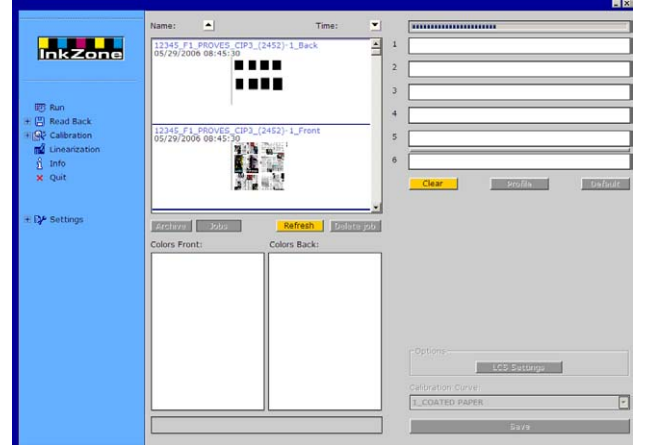 InkZone
Run
Read Back
Calibration
Linearization
Info
Quit
Settings
Name:
Time:
12345_F1_PROVES_CIP3_(2452)-1_Back
05/29/2006 08:45:30
12345_F1_PROVES_CIP3_(2452)-1_Front
05/29/2006 08:45:30
Archive
Jobs
Refresh
Delete job
Colors Front:
Colors Back:
1
2
3
4
5
6
Clear
Profile
Default
Options
LCS Settings
Calibration Curve:
1_COATED PAPER
Save